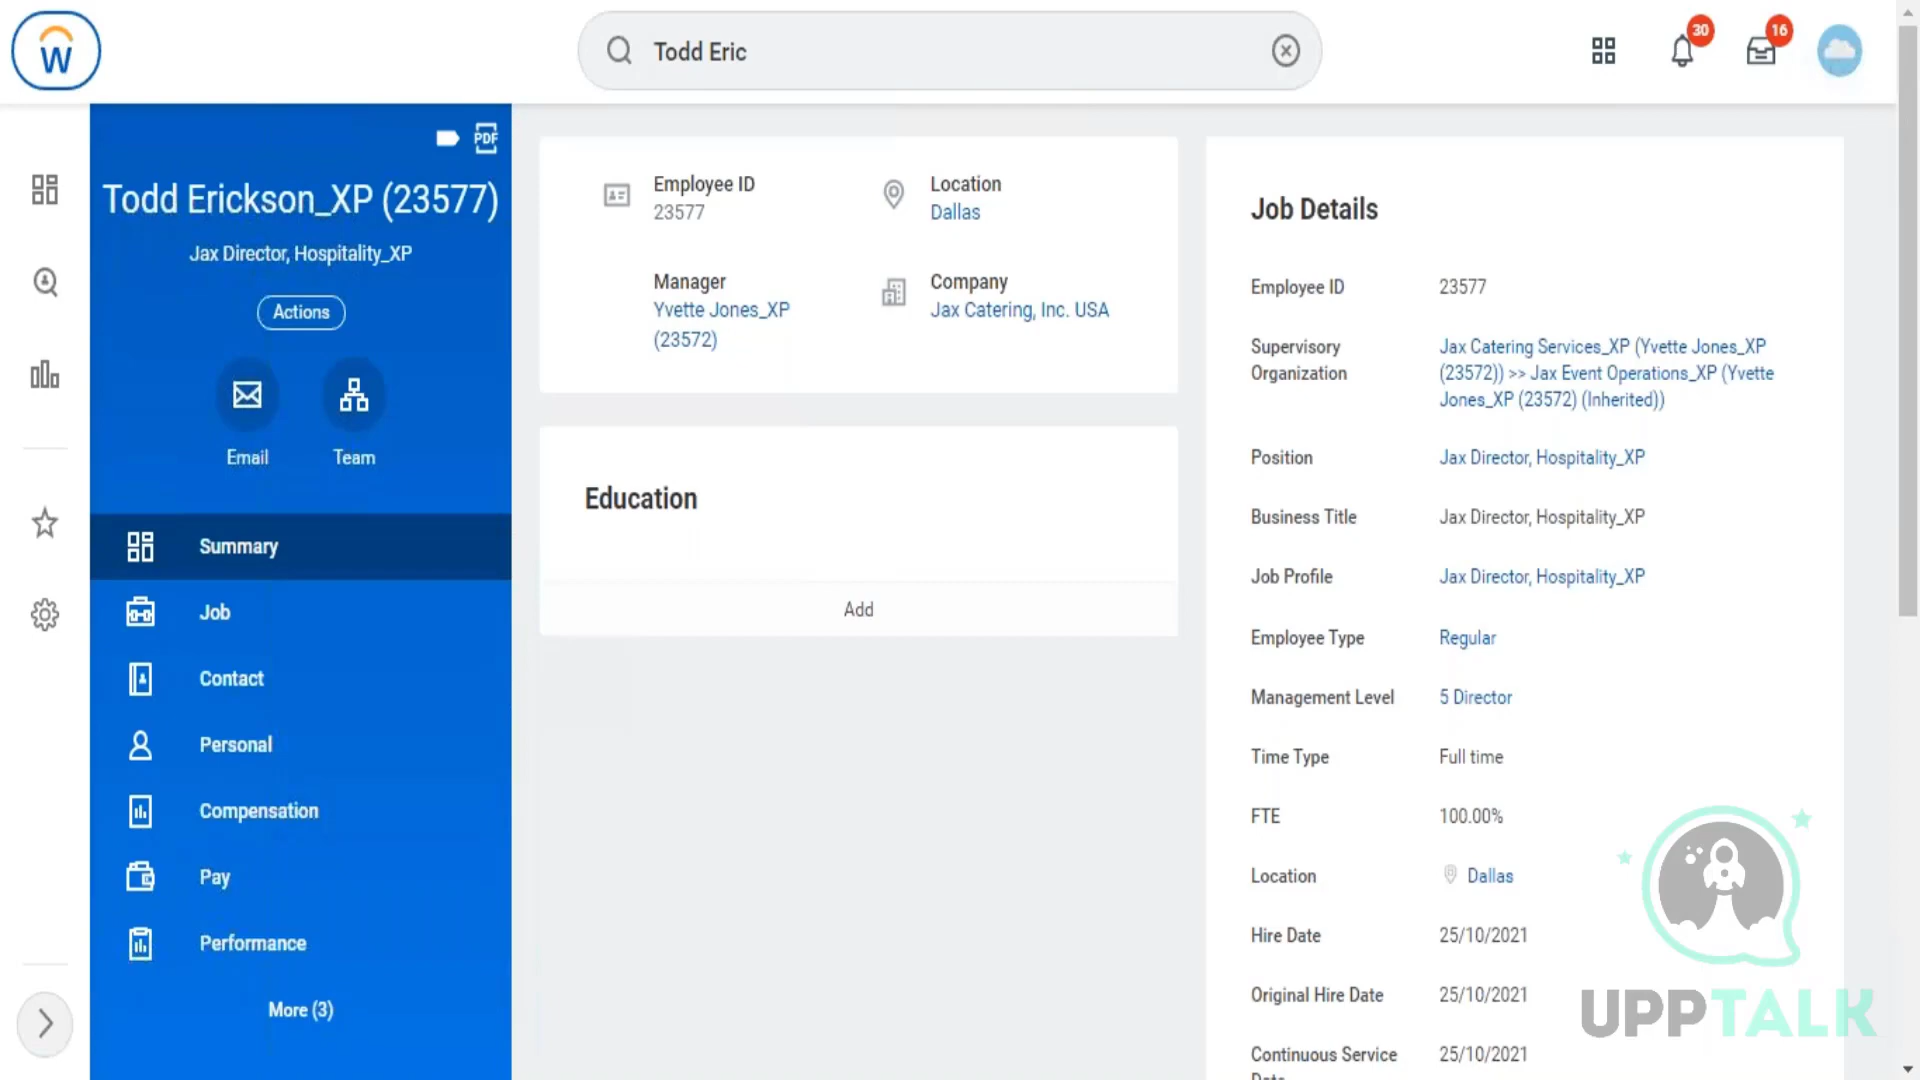 W
Todd Eric
30
16
PDF
Todd Erickson_XP (23577)
Jax Director, Hospitality_XP
Actions
Email
Team
Summary
Job
Contact
Personal
Compensation
Pay
Performance
More (3)
Employee ID
23577
Location
Dallas
Manager
Yvette Jones_XP
(23572)
Company
Jax Catering, Inc. USA
Education
Add
Job Details
Employee ID
23577
Supervisory
Organization
Jax Catering Services_XP (Yvette Jones_XP
(23572)) >> Jax Event Operations_XP (Yvette
Jones_XP (23572) (Inherited))
Position
Jax Director, Hospitality_XP
Business Title
Jax Director, Hospitality_XP
Job Profile
Jax Director, Hospitality_XP
Employee Type
Regular
Management Level
5 Director
Time Type
Full time
FTE
100.00%
Location
Dallas
Hire Date
25/10/2021
Original Hire Date
25/10/2021
Continuous Service
25/10/2021
UPPTALK